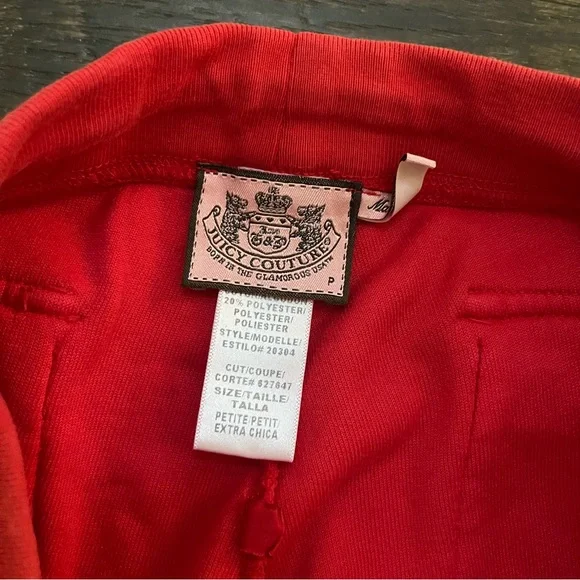 Love
G&P
JUICY COUTURE
BORN IN THE GLAMOROUS USA
P
20% POLYESTER/
POLYESTER/
POLIESTER
STYLE/MODELLE/
ESTILO# 20304
CUT/COUPE/
CORTE# 627047
SIZE/TAILLE/
TALLA
PETITE/PETIT/
EXTRA CHICA